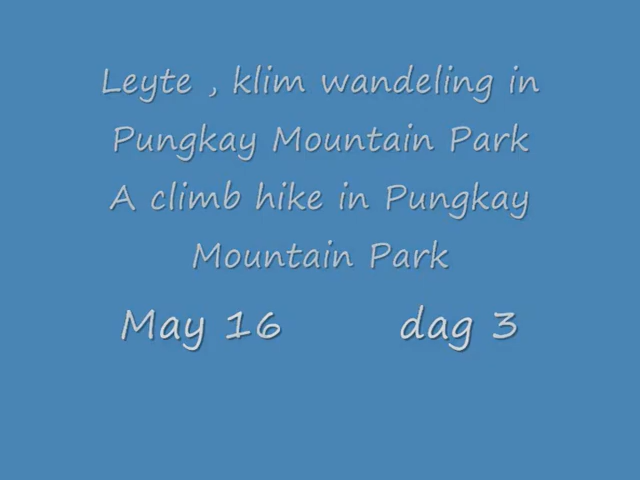 Leyte , klim wandeling in
Pungkay Mountain Park
A climb hike in Pungkay
Mountain Park
May 16 dag 3